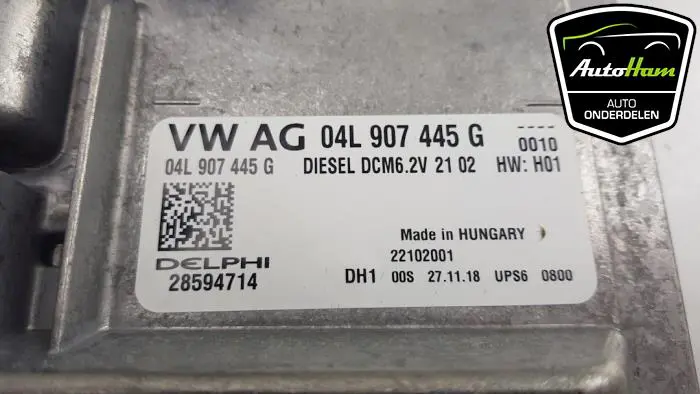 AutoHam
AUTO
ONDERDELEN
VW AG 04L 907 445 G 0010
04L 907 445 G DIESEL DCM6.2V 21 02 HW: H01
Made in HUNGARY
22102001
DELPHI
28594714 DH1 00S 27.11.18 UPS6 0800